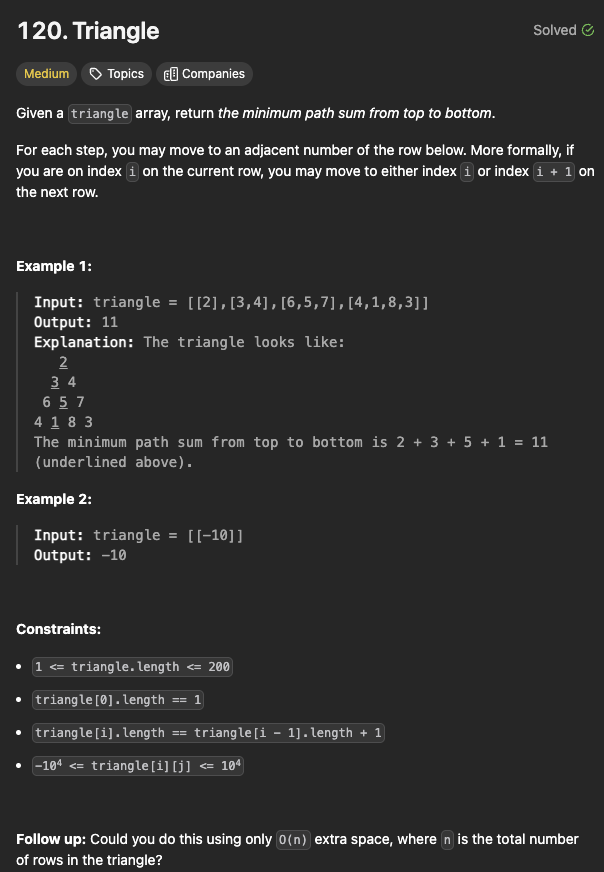 120. Triangle
Solved
Medium
Topics
Companies
Given a triangle array, return the minimum path sum from top to bottom.
For each step, you may move to an adjacent number of the row below. More formally, if
you are on index i on the current row, you may move to either index i or index i + 1 on
the next row.
Example 1:
Input: triangle = [[2],[3,4],[6,5,7],[4,1,8,3]]
Output: 11
Explanation: The triangle looks like:
2
3 4
6 5 7
4 1 8 3
The minimum path sum from top to bottom is 2 + 3 + 5 + 1 = 11
(underlined above).
Example 2:
Input: triangle = [[-10]]
Output: -10
Constraints:
1 <= triangle.length <= 200
triangle[0].length == 1
triangle[i].length == triangle[i - 1].length + 1
-10⁴ <= triangle[i][j] <= 10⁴
Follow up: Could you do this using only O(n) extra space, where n is the total number
of rows in the triangle?